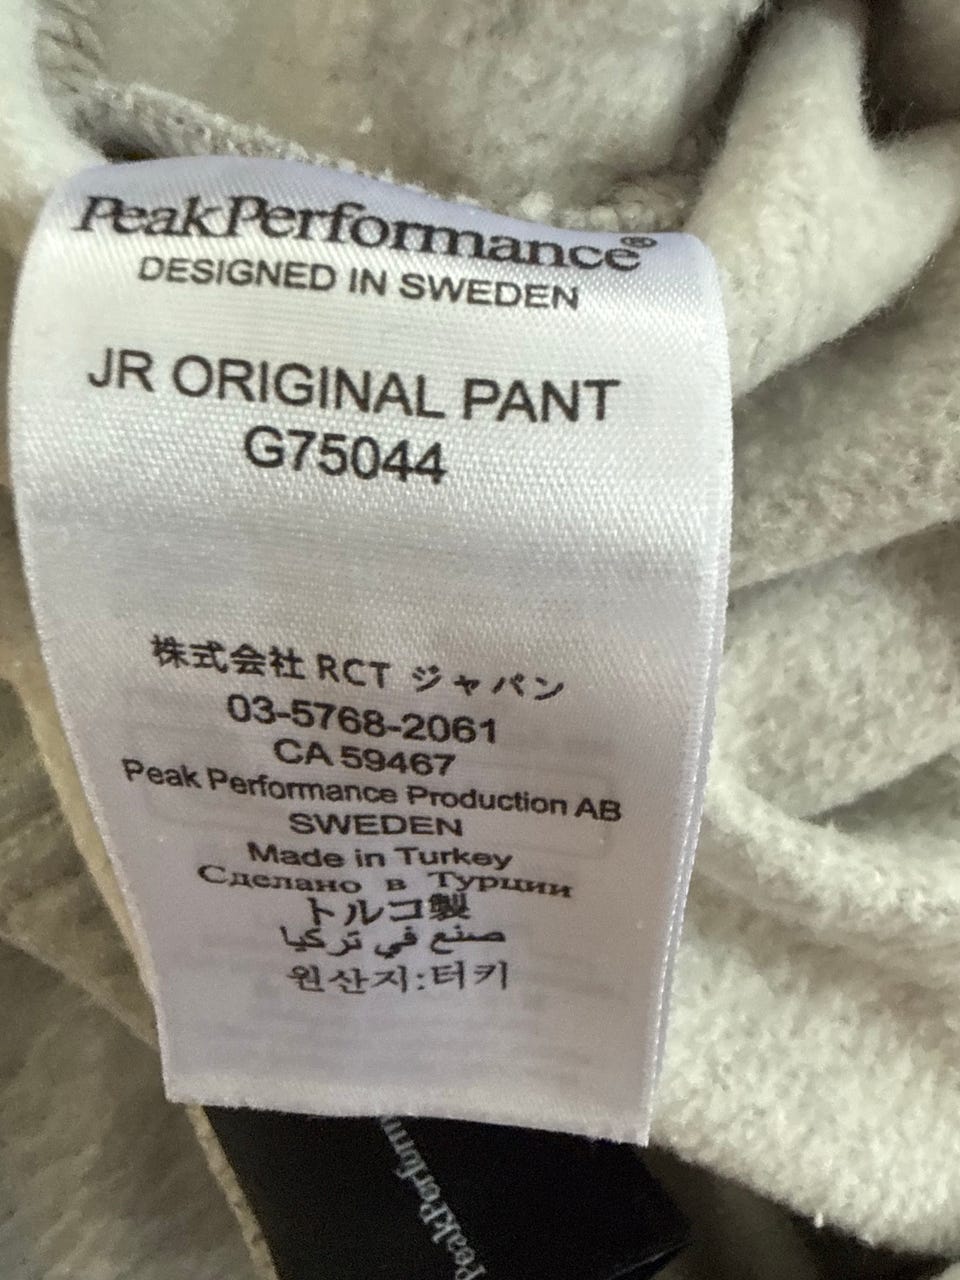 PeakPerformance®
DESIGNED IN SWEDEN
JR ORIGINAL PANT
G75044
株式会社 RCT ジャパン
03-5768-2061
CA 59467
Peak Performance Production AB
SWEDEN
Made in Turkey
Сделано в Турции
トルコ製
صنع في تركيا
원산지:터키
PeakPerform